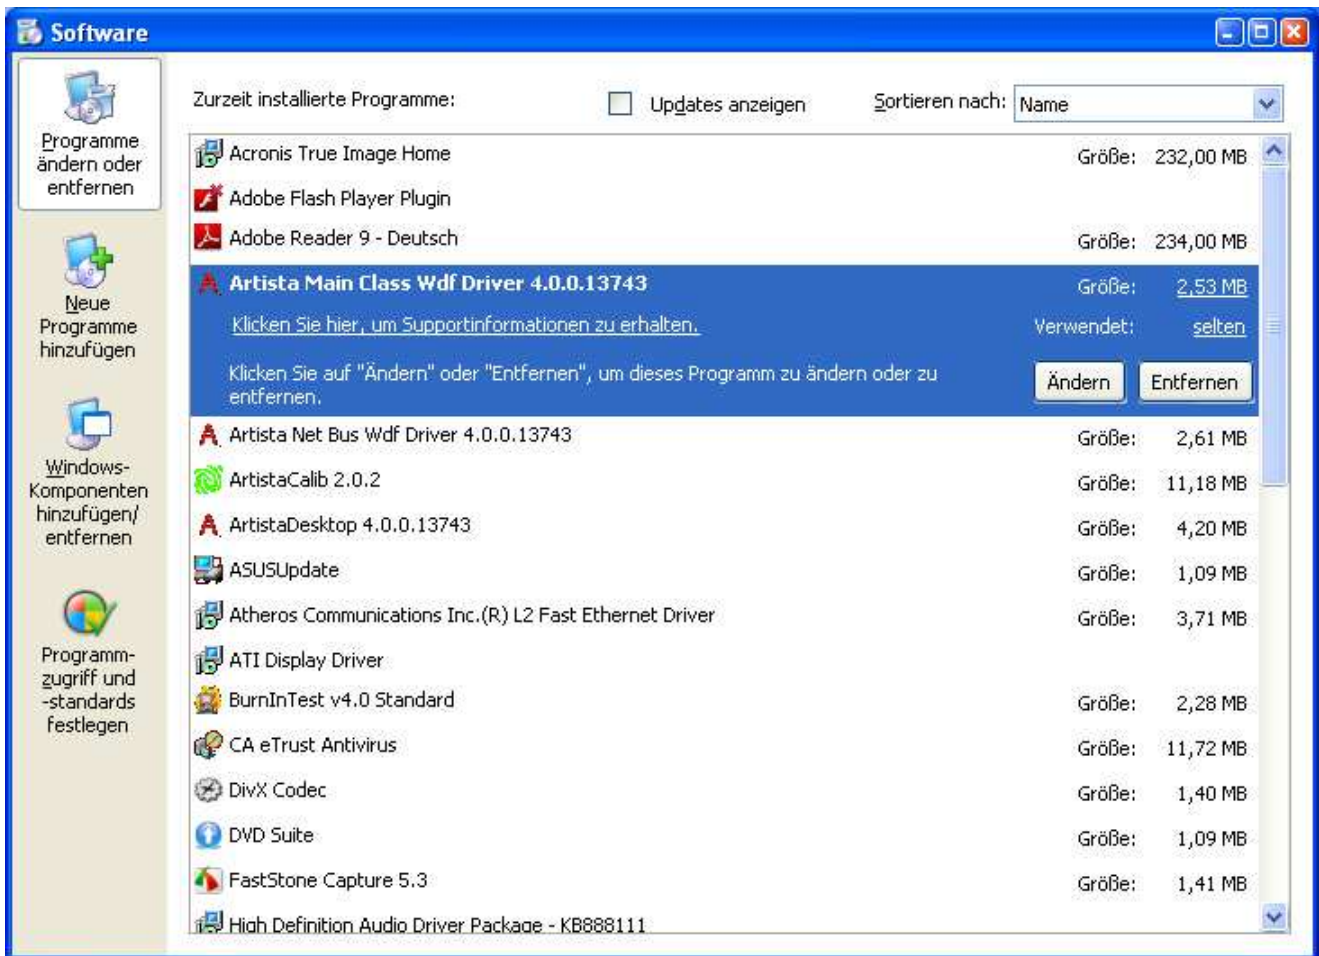 Software
Programme
ändern oder
entfernen
Neue
Programme
hinzufügen
Windows-
Komponenten
hinzufügen/
entfernen
Programm-
zugriff und
-standards
festlegen
Zurzeit installierte Programme: Updates anzeigen Sortieren nach: Name
Acronis True Image Home Größe: 232,00 MB
Adobe Flash Player Plugin
Adobe Reader 9 - Deutsch Größe: 234,00 MB
Artista Main Class Wdf Driver 4.0.0.13743 Größe: 2,53 MB
Klicken Sie hier, um Supportinformationen zu erhalten. Verwendet: selten
Klicken Sie auf "Ändern" oder "Entfernen", um dieses Programm zu ändern oder zu
entfernen.
Ändern Entfernen
Artista Net Bus Wdf Driver 4.0.0.13743 Größe: 2,61 MB
ArtistaCalib 2.0.2 Größe: 11,18 MB
ArtistaDesktop 4.0.0.13743 Größe: 4,20 MB
ASUSUpdate Größe: 1,09 MB
Atheros Communications Inc.(R) L2 Fast Ethernet Driver Größe: 3,71 MB
ATI Display Driver
BurnInTest v4.0 Standard Größe: 2,28 MB
CA eTrust Antivirus Größe: 11,72 MB
DivX Codec Größe: 1,40 MB
DVD Suite Größe: 1,09 MB
FastStone Capture 5.3 Größe: 1,41 MB
High Definition Audio Driver Package - KB888111